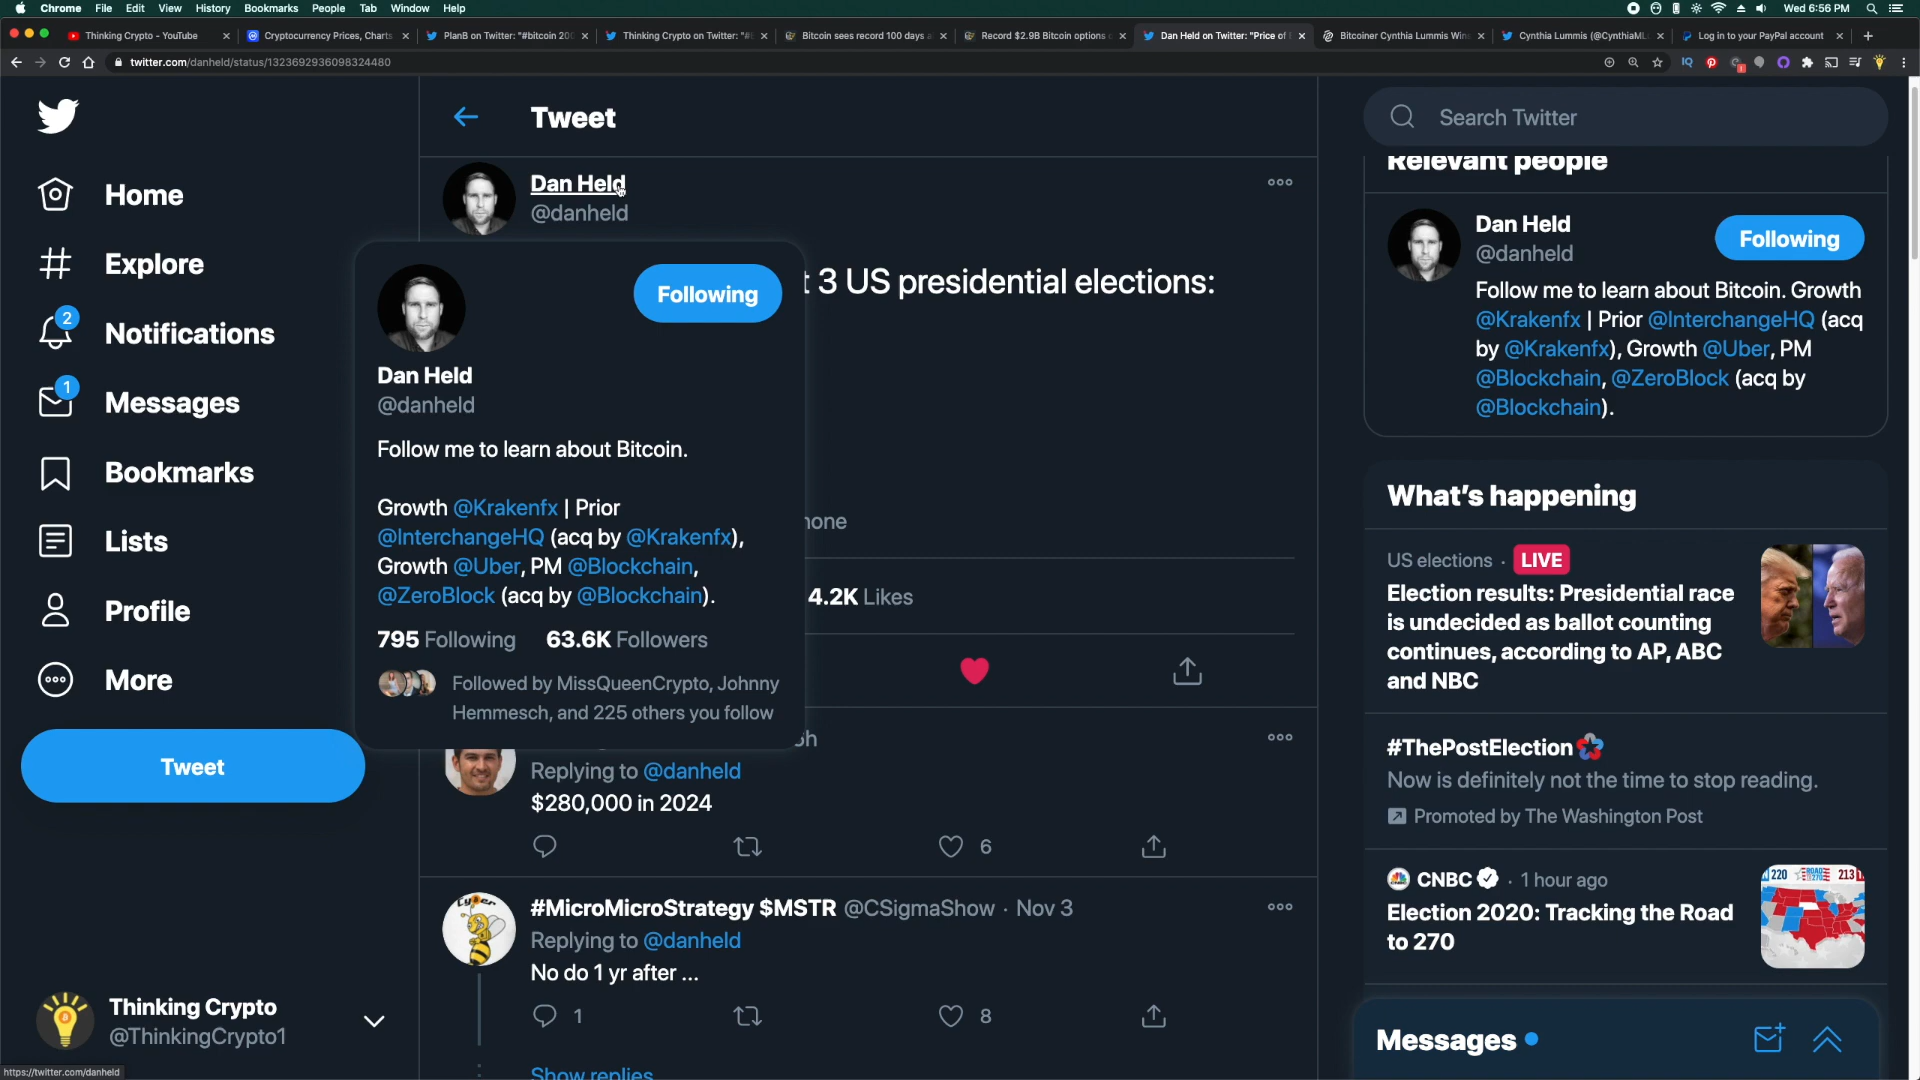 Chrome File Edit View History Bookmarks People Tab Window Help
Wed 6:56 PM
Thinking Crypto - YouTube
Cryptocurrency Prices, Charts
PlanB on Twitter: "#bitcoin 20
Thinking Crypto on Twitter: "#
Bitcoin sees record 100 days a
Record $2.9B Bitcoin options
Dan Held on Twitter: "Price of
Bitcoiner Cynthia Lummis Win
Cynthia Lummis (@CynthiaML
Log in to your PayPal account
twitter.com/danheld/status/1323692936098324480
Home
Explore
2
Notifications
1
Messages
Bookmarks
Lists
Profile
More
Tweet
Thinking Crypto
@ThinkingCrypto1
https://twitter.com/danheld
Tweet
Dan Held
@danheld
t 3 US presidential elections:
hone
4.2K Likes
Dan Held
@danheld
Following
Follow me to learn about Bitcoin.
Growth @Krakenfx | Prior
@InterchangeHQ (acq by @Krakenfx),
Growth @Uber, PM @Blockchain,
@ZeroBlock (acq by @Blockchain).
795 Following 63.6K Followers
Followed by MissQueenCrypto, Johnny
Hemmesch, and 225 others you follow
Replying to @danheld
$280,000 in 2024
6
#MicroMicroStrategy $MSTR @CSigmaShow · Nov 3
Replying to @danheld
No do 1 yr after ...
1 8
Show replies
Search Twitter
Relevant people
Dan Held
@danheld
Following
Follow me to learn about Bitcoin. Growth
@Krakenfx | Prior @InterchangeHQ (acq
by @Krakenfx), Growth @Uber, PM
@Blockchain, @ZeroBlock (acq by
@Blockchain).
What's happening
US elections · LIVE
Election results: Presidential race
is undecided as ballot counting
continues, according to AP, ABC
and NBC
#ThePostElection
Now is definitely not the time to stop reading.
Promoted by The Washington Post
CNBC · 1 hour ago
Election 2020: Tracking the Road
to 270
220 213
Messages